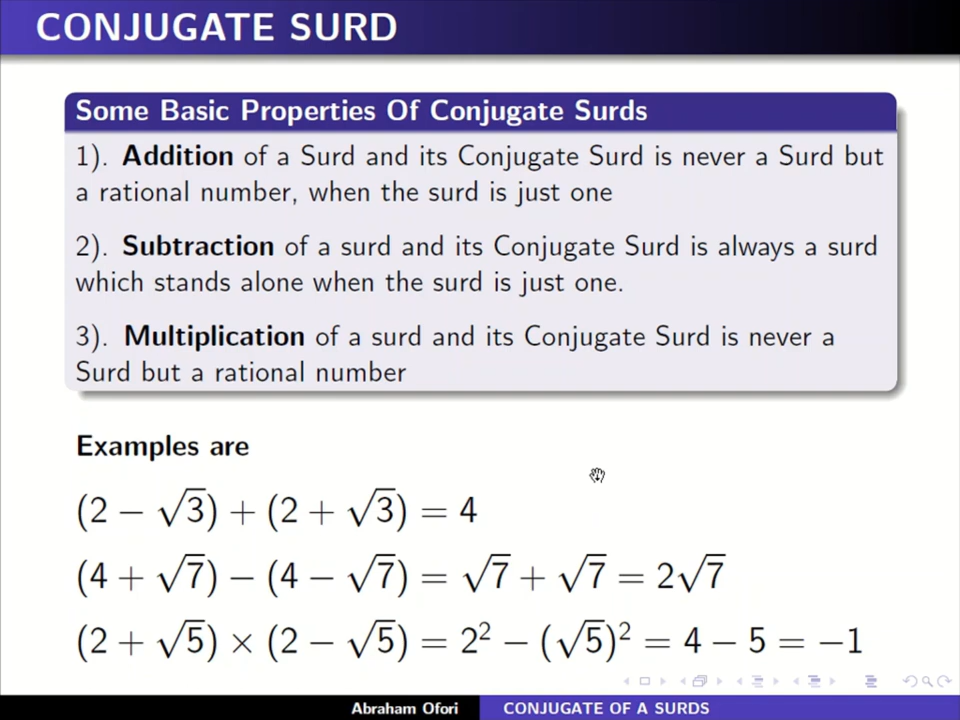 CONJUGATE SURD
Some Basic Properties Of Conjugate Surds
1). Addition of a Surd and its Conjugate Surd is never a Surd but
a rational number, when the surd is just one
2). Subtraction of a surd and its Conjugate Surd is always a surd
which stands alone when the surd is just one.
3). Multiplication of a surd and its Conjugate Surd is never a
Surd but a rational number
Examples are
(2 − √3) + (2 + √3) = 4
(4 + √7) − (4 − √7) = √7 + √7 = 2√7
(2 + √5) × (2 − √5) = 2² − (√5)² = 4 − 5 = −1
Abraham Ofori CONJUGATE OF A SURDS